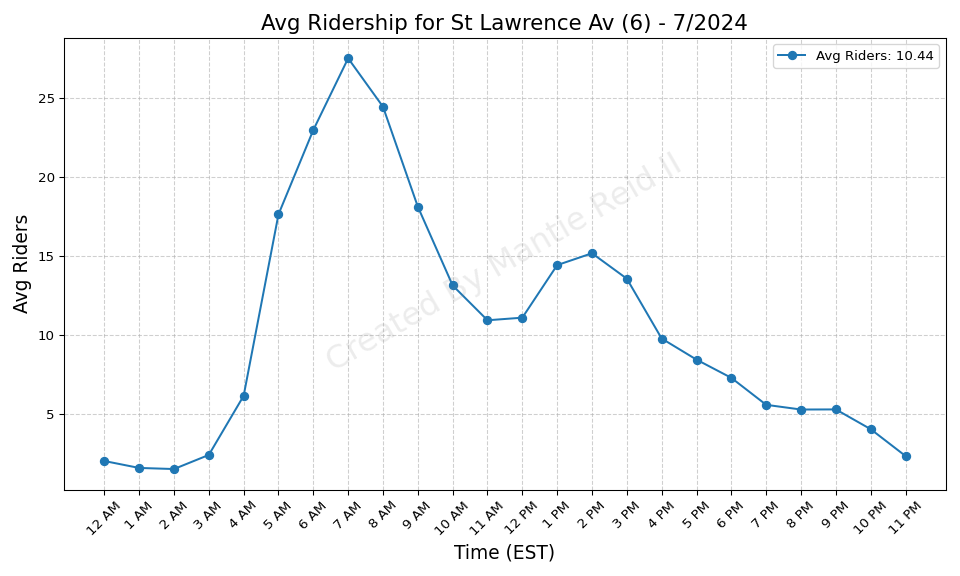 Avg Ridership for St Lawrence Av (6) - 7/2024
Avg Riders: 10.44
Avg Riders
25
20
15
10
5
Created By Mantie Reid II
12 AM
1 AM
2 AM
3 AM
4 AM
5 AM
6 AM
7 AM
8 AM
9 AM
10 AM
11 AM
12 PM
1 PM
2 PM
3 PM
4 PM
5 PM
6 PM
7 PM
8 PM
9 PM
10 PM
11 PM
Time (EST)